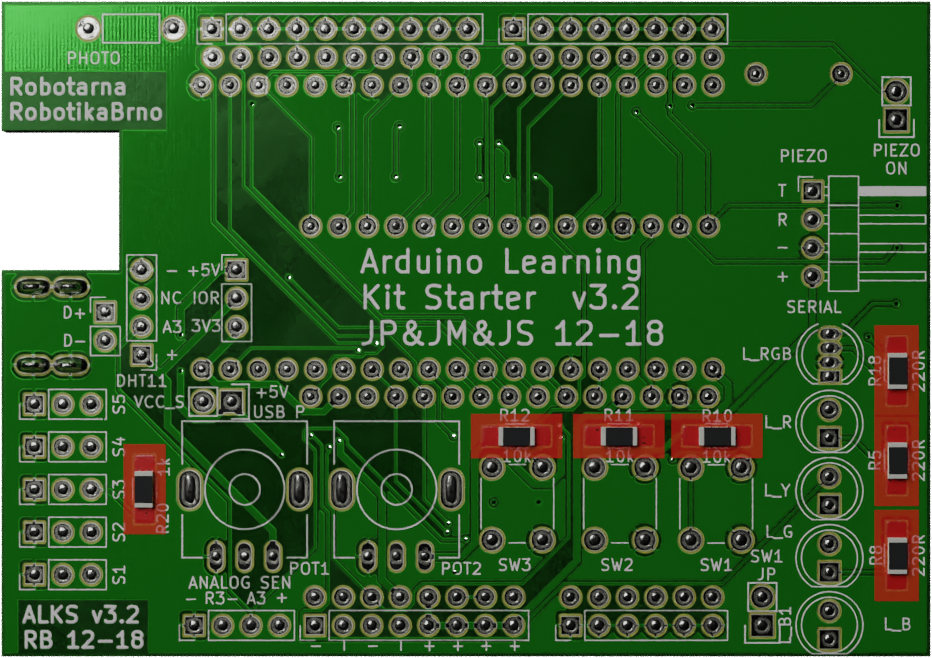 PHOTO
Robotarna
RobotikaBrno
PIEZO
ON
PIEZO
T
R
-
+
SERIAL
Arduino Learning
Kit Starter v3.2
JP&JM&JS 12-18
- +5V
NC IOR
A3 3V3
+
D+
D-
DHT11
VCC_S
+5V
USB P
L_RGB
R18
220R
L_R
R5
220R
L_Y
L_G
R8
220R
L_B
R12
10k
R11
10k
R10
10k
S5
S4
S3
S2
S1
R20
1k
POT1
POT2
SW3
SW2
SW1
SW1
JP
ANALOG SEN
- R3- A3 +
ALKS v3.2
RB 12-18
- I - I + + + +